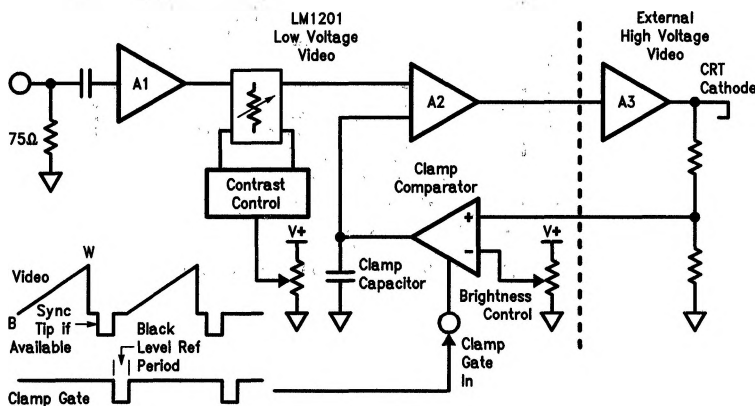 LM1201
Low Voltage
Video
External
High Voltage
Video
CRT
Cathode
A1
A2
A3
75Ω
Contrast
Control
Clamp
Comparator
+
−
V+
V+
Clamp
Capacitor
Brightness
Control
Clamp
Gate
In
W
Video
B
Sync
Tip if
Available
Black
Level Ref
Period
Clamp Gate